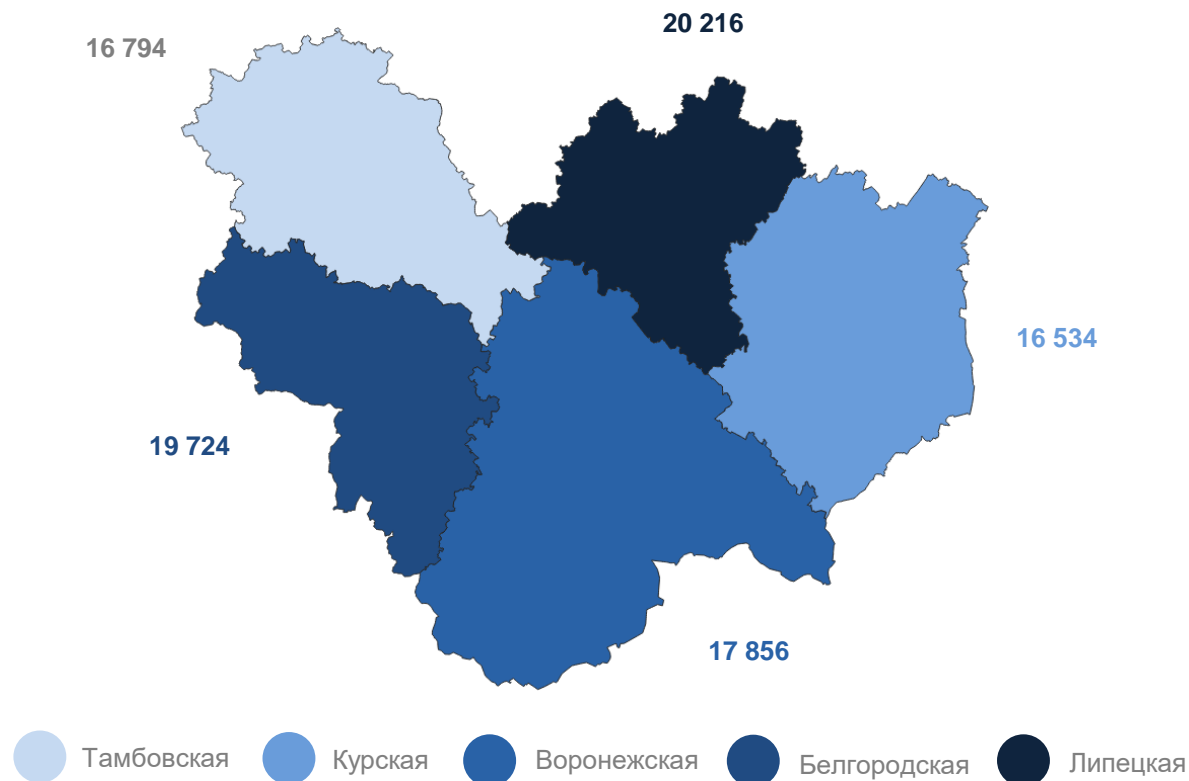 20 216
16 794
16 534
19 724
17 856
Тамбовская
Курская
Воронежская
Белгородская
Липецкая